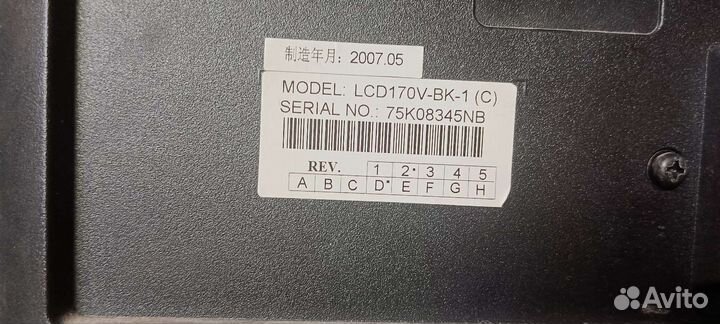 制造年月: 2007.05
MODEL: LCD170V-BK-1 (C)
SERIAL NO.: 75K08345NB
REV. 1 2• 3 4 5
A B C D• E F G H
Avito